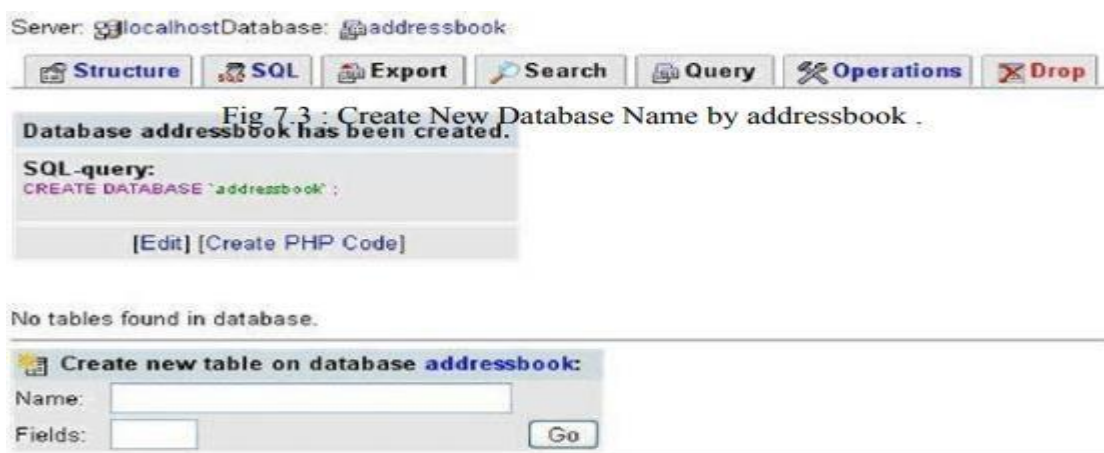 Server: localhostDatabase: addressbook
Structure SQL Export Search Query Operations Drop
Fig 7.3 : Create New Database Name by addressbook .
Database addressbook has been created.
SQL-query:
CREATE DATABASE `addressbook` ;
[Edit] [Create PHP Code]
No tables found in database.
Create new table on database addressbook:
Name:
Fields: Go